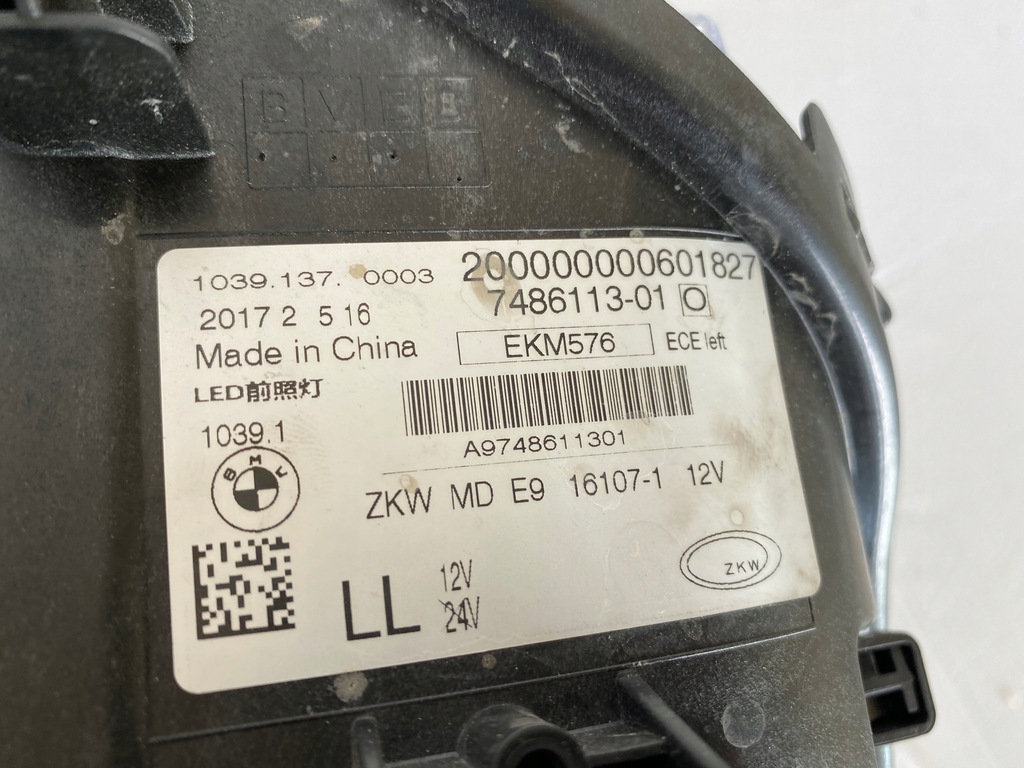 B V E B
1039.137. 0003 200000000601827
2017 2 5 16 7486113-01 O
Made in China EKM576 ECE left
LED前照灯
1039.1 A9748611301
BMW
ZKW MD E9 16107-1 12V
LL 12V
24V
ZKW